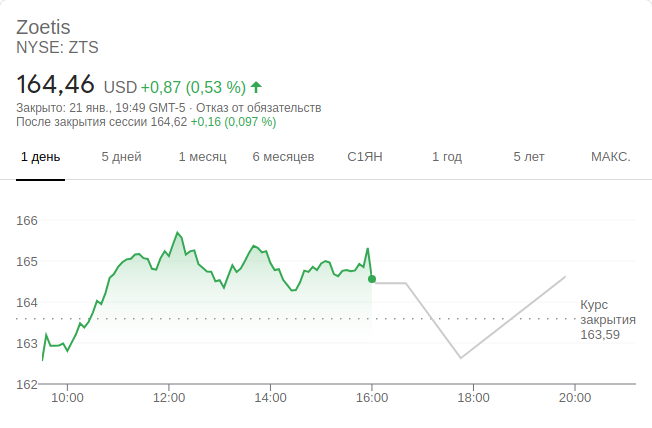 Zoetis
NYSE: ZTS
164,46 USD +0,87 (0,53 %)
Закрыто: 21 янв., 19:49 GMT-5 · Отказ от обязательств
После закрытия сессии 164,62 +0,16 (0,097 %)
1 день 5 дней 1 месяц 6 месяцев С1ЯН 1 год 5 лет МАКС.
166
165
164
163
162
Курс
закрытия
163,59
10:00 12:00 14:00 16:00 18:00 20:00